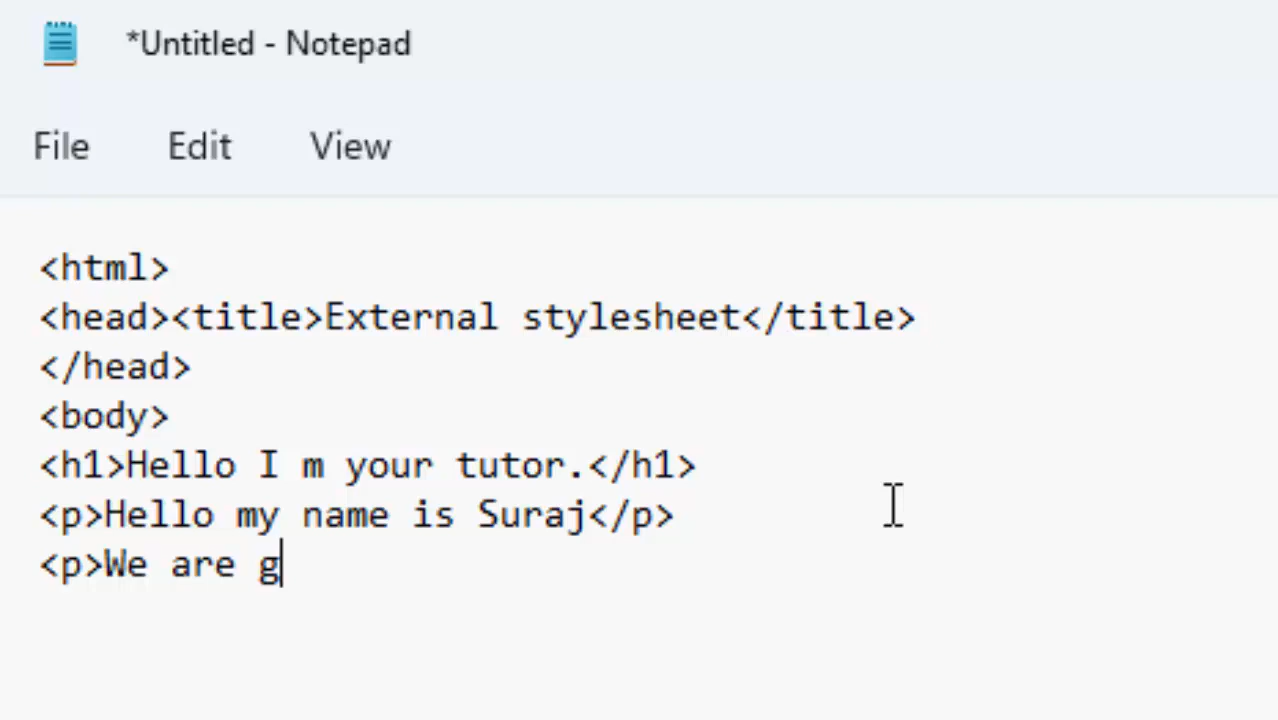 *Untitled - Notepad
File Edit View
<html>
<head><title>External stylesheet</title>
</head>
<body>
<h1>Hello I m your tutor.</h1>
<p>Hello my name is Suraj</p>
<p>We are g